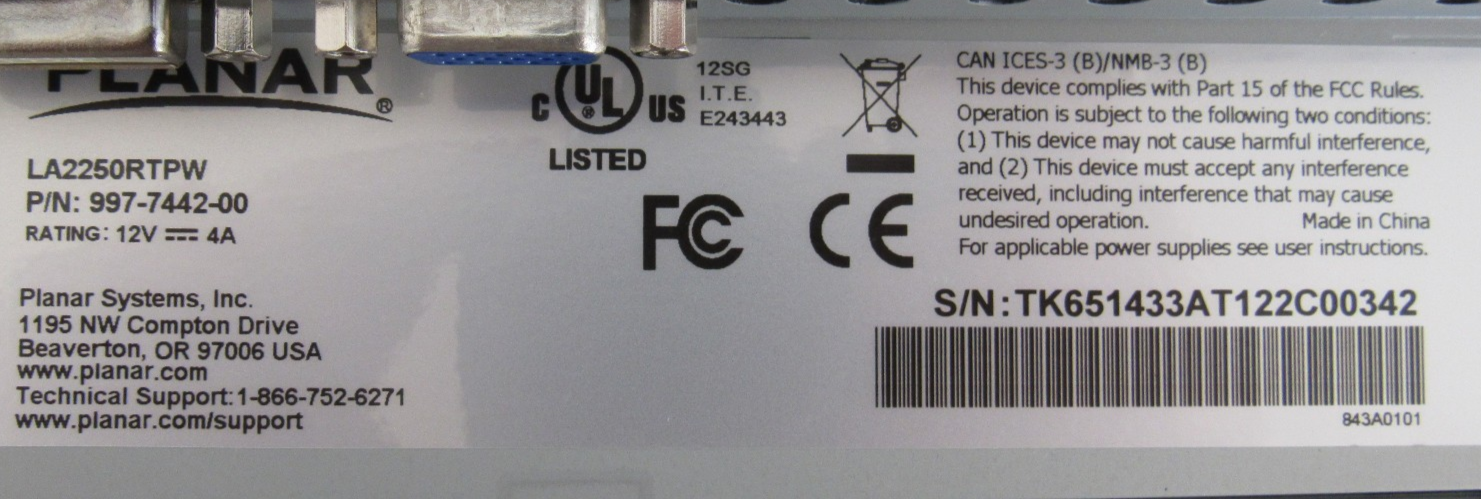 PLANAR®
LA2250RTPW
P/N: 997-7442-00
RATING: 12V ⎓ 4A
Planar Systems, Inc.
1195 NW Compton Drive
Beaverton, OR 97006 USA
www.planar.com
Technical Support:1-866-752-6271
www.planar.com/support
C UL® US
LISTED
12SG
I.T.E.
E243443
FC
CE
CAN ICES-3 (B)/NMB-3 (B)
This device complies with Part 15 of the FCC Rules.
Operation is subject to the following two conditions:
(1) This device may not cause harmful interference,
and (2) This device must accept any interference
received, including interference that may cause
undesired operation. Made in China
For applicable power supplies see user instructions.
S/N:TK651433AT122C00342
843A0101